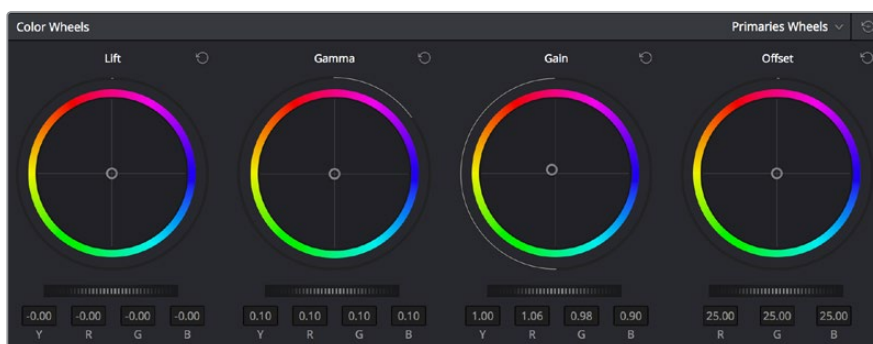 Color Wheels Primaries Wheels
Lift Gamma Gain Offset
-0.00 -0.00 -0.00 -0.00 0.10 0.10 0.10 0.10 1.00 1.06 0.98 0.90 25.00 25.00 25.00
Y R G B Y R G B Y R G B R G B